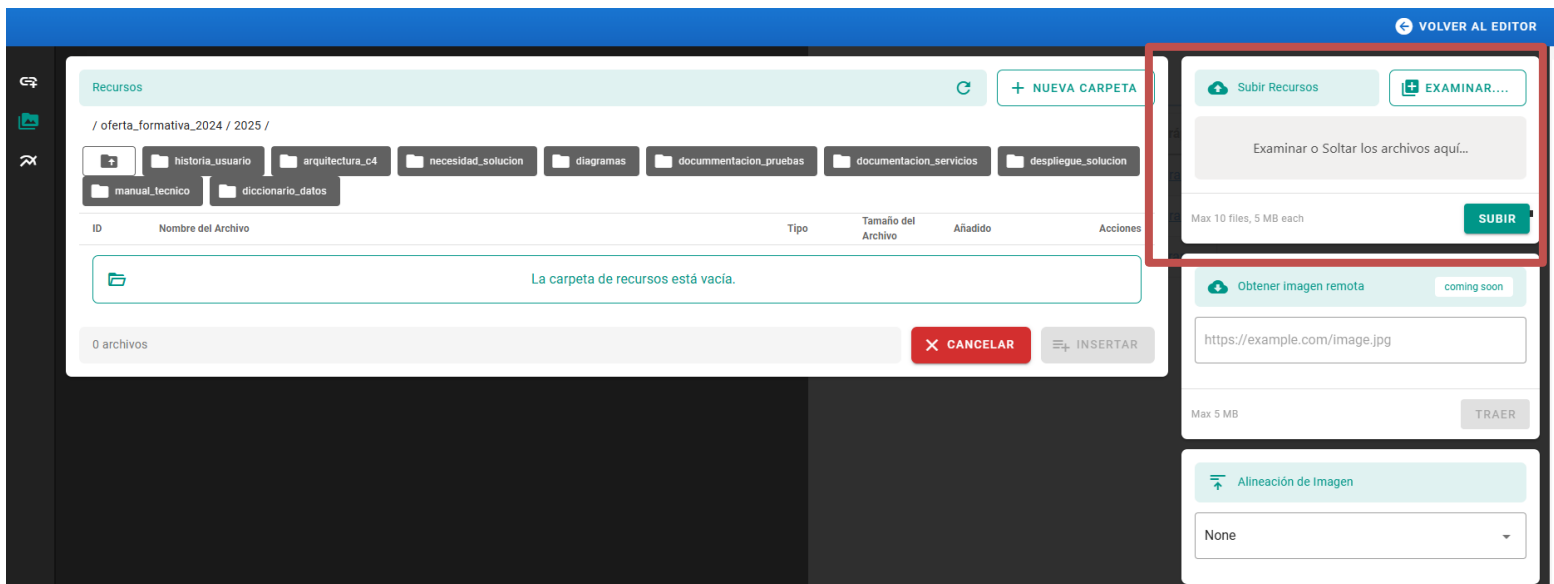 VOLVER AL EDITOR
Recursos
NUEVA CARPETA
/ oferta_formativa_2024 / 2025 /
historia_usuario arquitectura_c4 necesidad_solucion diagramas docummentacion_pruebas documentacion_servicios despliegue_solucion
manual_tecnico diccionario_datos
ID Nombre del Archivo Tipo Tamaño del Archivo Añadido Acciones
La carpeta de recursos está vacía.
0 archivos
CANCELAR
INSERTAR
Subir Recursos
EXAMINAR....
Examinar o Soltar los archivos aquí...
Max 10 files, 5 MB each
SUBIR
Obtener imagen remota
coming soon
https://example.com/image.jpg
Max 5 MB
TRAER
Alineación de Imagen
None